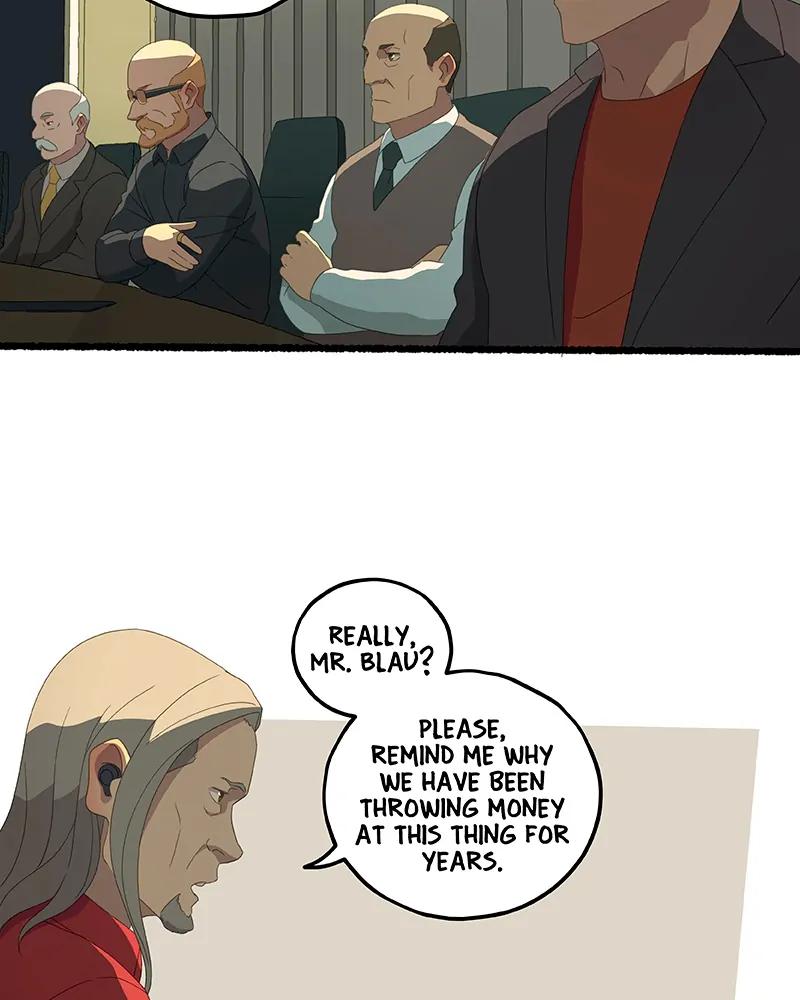 REALLY,
MR. BLAU?
PLEASE,
REMIND ME WHY
WE HAVE BEEN
THROWING MONEY
AT THIS THING FOR
YEARS.